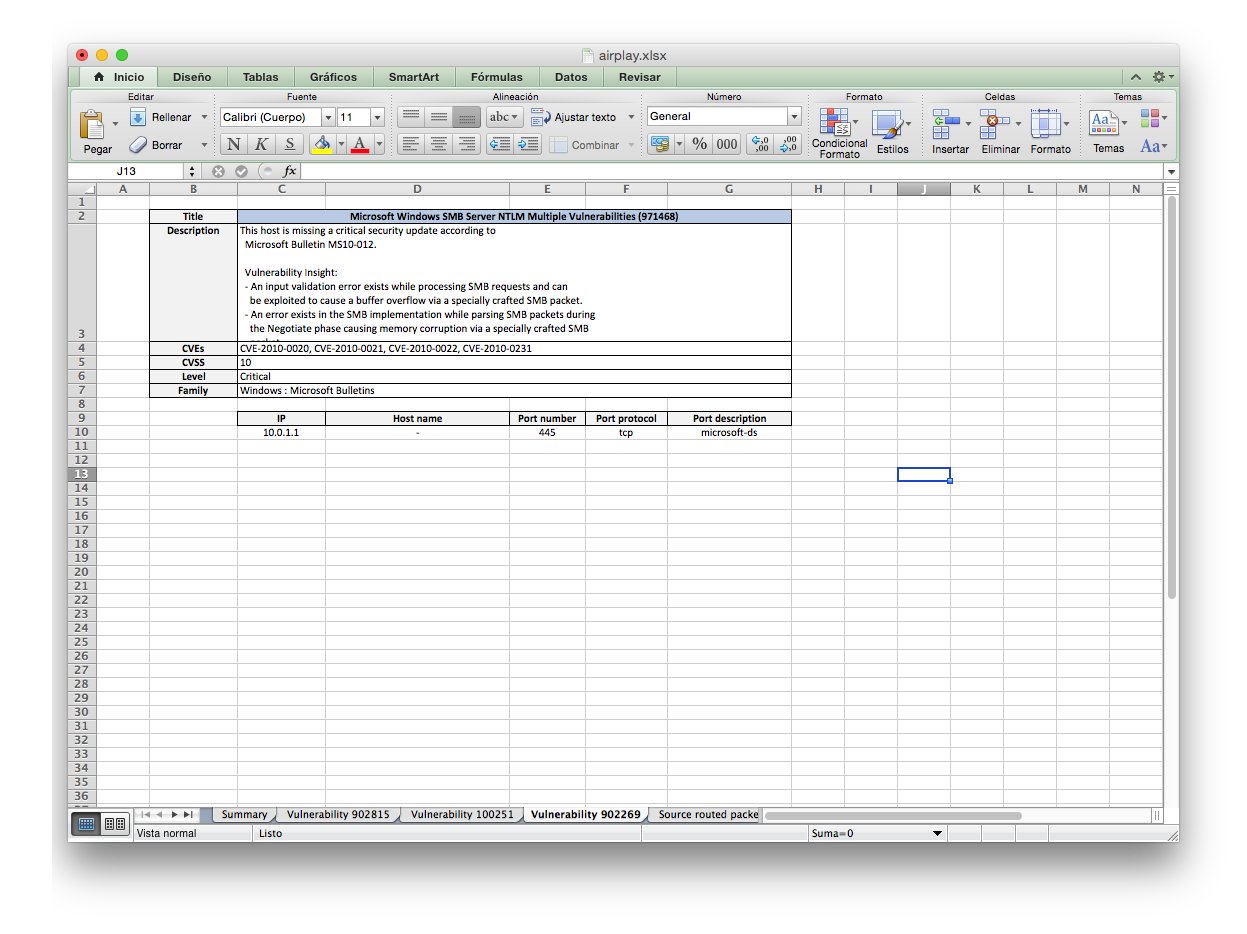 airplay.xlsx
Inicio Diseño Tablas Gráficos SmartArt Fórmulas Datos Revisar
Editar Fuente Alineación Número Formato Celdas Temas
Rellenar Calibri (Cuerpo) 11 abc Ajustar texto General Aa
Pegar Borrar N K S A Combinar % 000 ,0 ,00 ,00 ,0 Condicional Formato Estilos Insertar Eliminar Formato Temas Aa
J13 fx
A B C D E F G H I J K L M N
1
2 Title Microsoft Windows SMB Server NTLM Multiple Vulnerabilities (971468)
Description This host is missing a critical security update according to
Microsoft Bulletin MS10-012.
Vulnerability Insight:
- An input validation error exists while processing SMB requests and can
be exploited to cause a buffer overflow via a specially crafted SMB packet.
- An error exists in the SMB implementation while parsing SMB packets during
the Negotiate phase causing memory corruption via a specially crafted SMB
3
4 CVEs CVE-2010-0020, CVE-2010-0021, CVE-2010-0022, CVE-2010-0231
5 CVSS 10
6 Level Critical
7 Family Windows : Microsoft Bulletins
8
9 IP Host name Port number Port protocol Port description
10 10.0.1.1 - 445 tcp microsoft-ds
11
12
13
14
15
16
17
18
19
20
21
22
23
24
25
26
27
28
29
30
31
32
33
34
35
36
Summary Vulnerability 902815 Vulnerability 100251 Vulnerability 902269 Source routed packe
Vista normal Listo Suma=0